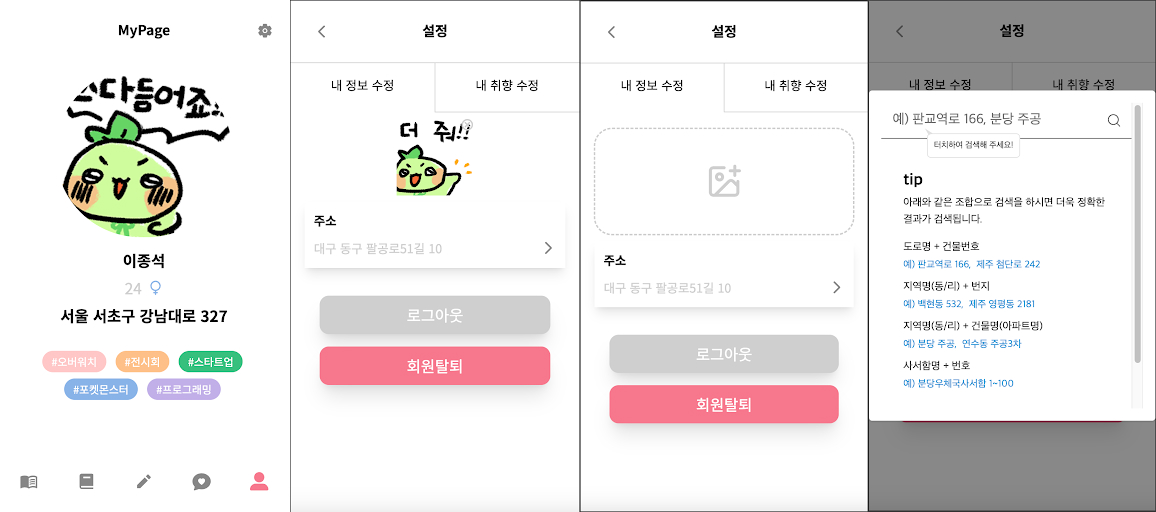 MyPage
다듬어죠
이종석
24
서울 서초구 강남대로 327
#오버워치 #전시회 #스타트업
#포켓몬스터 #프로그래밍
설정
내 정보 수정 내 취향 수정
더 줘!!
주소
대구 동구 팔공로51길 10
로그아웃
회원탈퇴
설정
내 정보 수정 내 취향 수정
주소
대구 동구 팔공로51길 10
로그아웃
회원탈퇴
설정
내 정보 수정 내 취향 수정
예) 판교역로 166, 분당 주공
터치하여 검색해 주세요!
tip
아래와 같은 조합으로 검색을 하시면 더욱 정확한
결과가 검색됩니다.
도로명 + 건물번호
예) 판교역로 166, 제주 첨단로 242
지역명(동/리) + 번지
예) 백현동 532, 제주 영평동 2181
지역명(동/리) + 건물명(아파트명)
예) 분당 주공, 연수동 주공3차
사서함명 + 번호
예) 분당우체국사서함 1~100